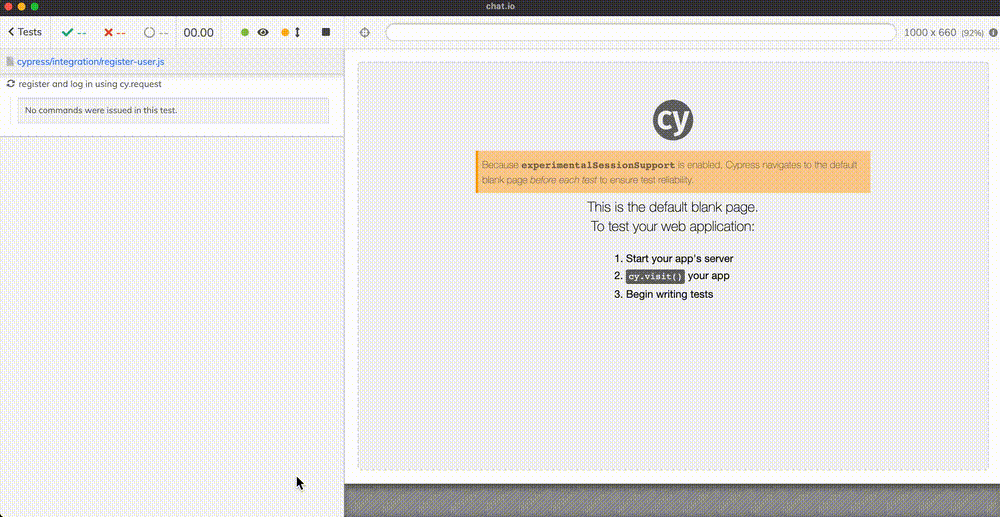 chat.io
Tests
--
--
--
00.00
1000 x 660 (92%)
cypress/integration/register-user.js
register and log in using cy.request
No commands were issued in this test.
cy
Because experimentalSessionSupport is enabled, Cypress navigates to the default
blank page before each test to ensure test reliability.
This is the default blank page.
To test your web application:
1. Start your app's server
2. cy.visit() your app
3. Begin writing tests